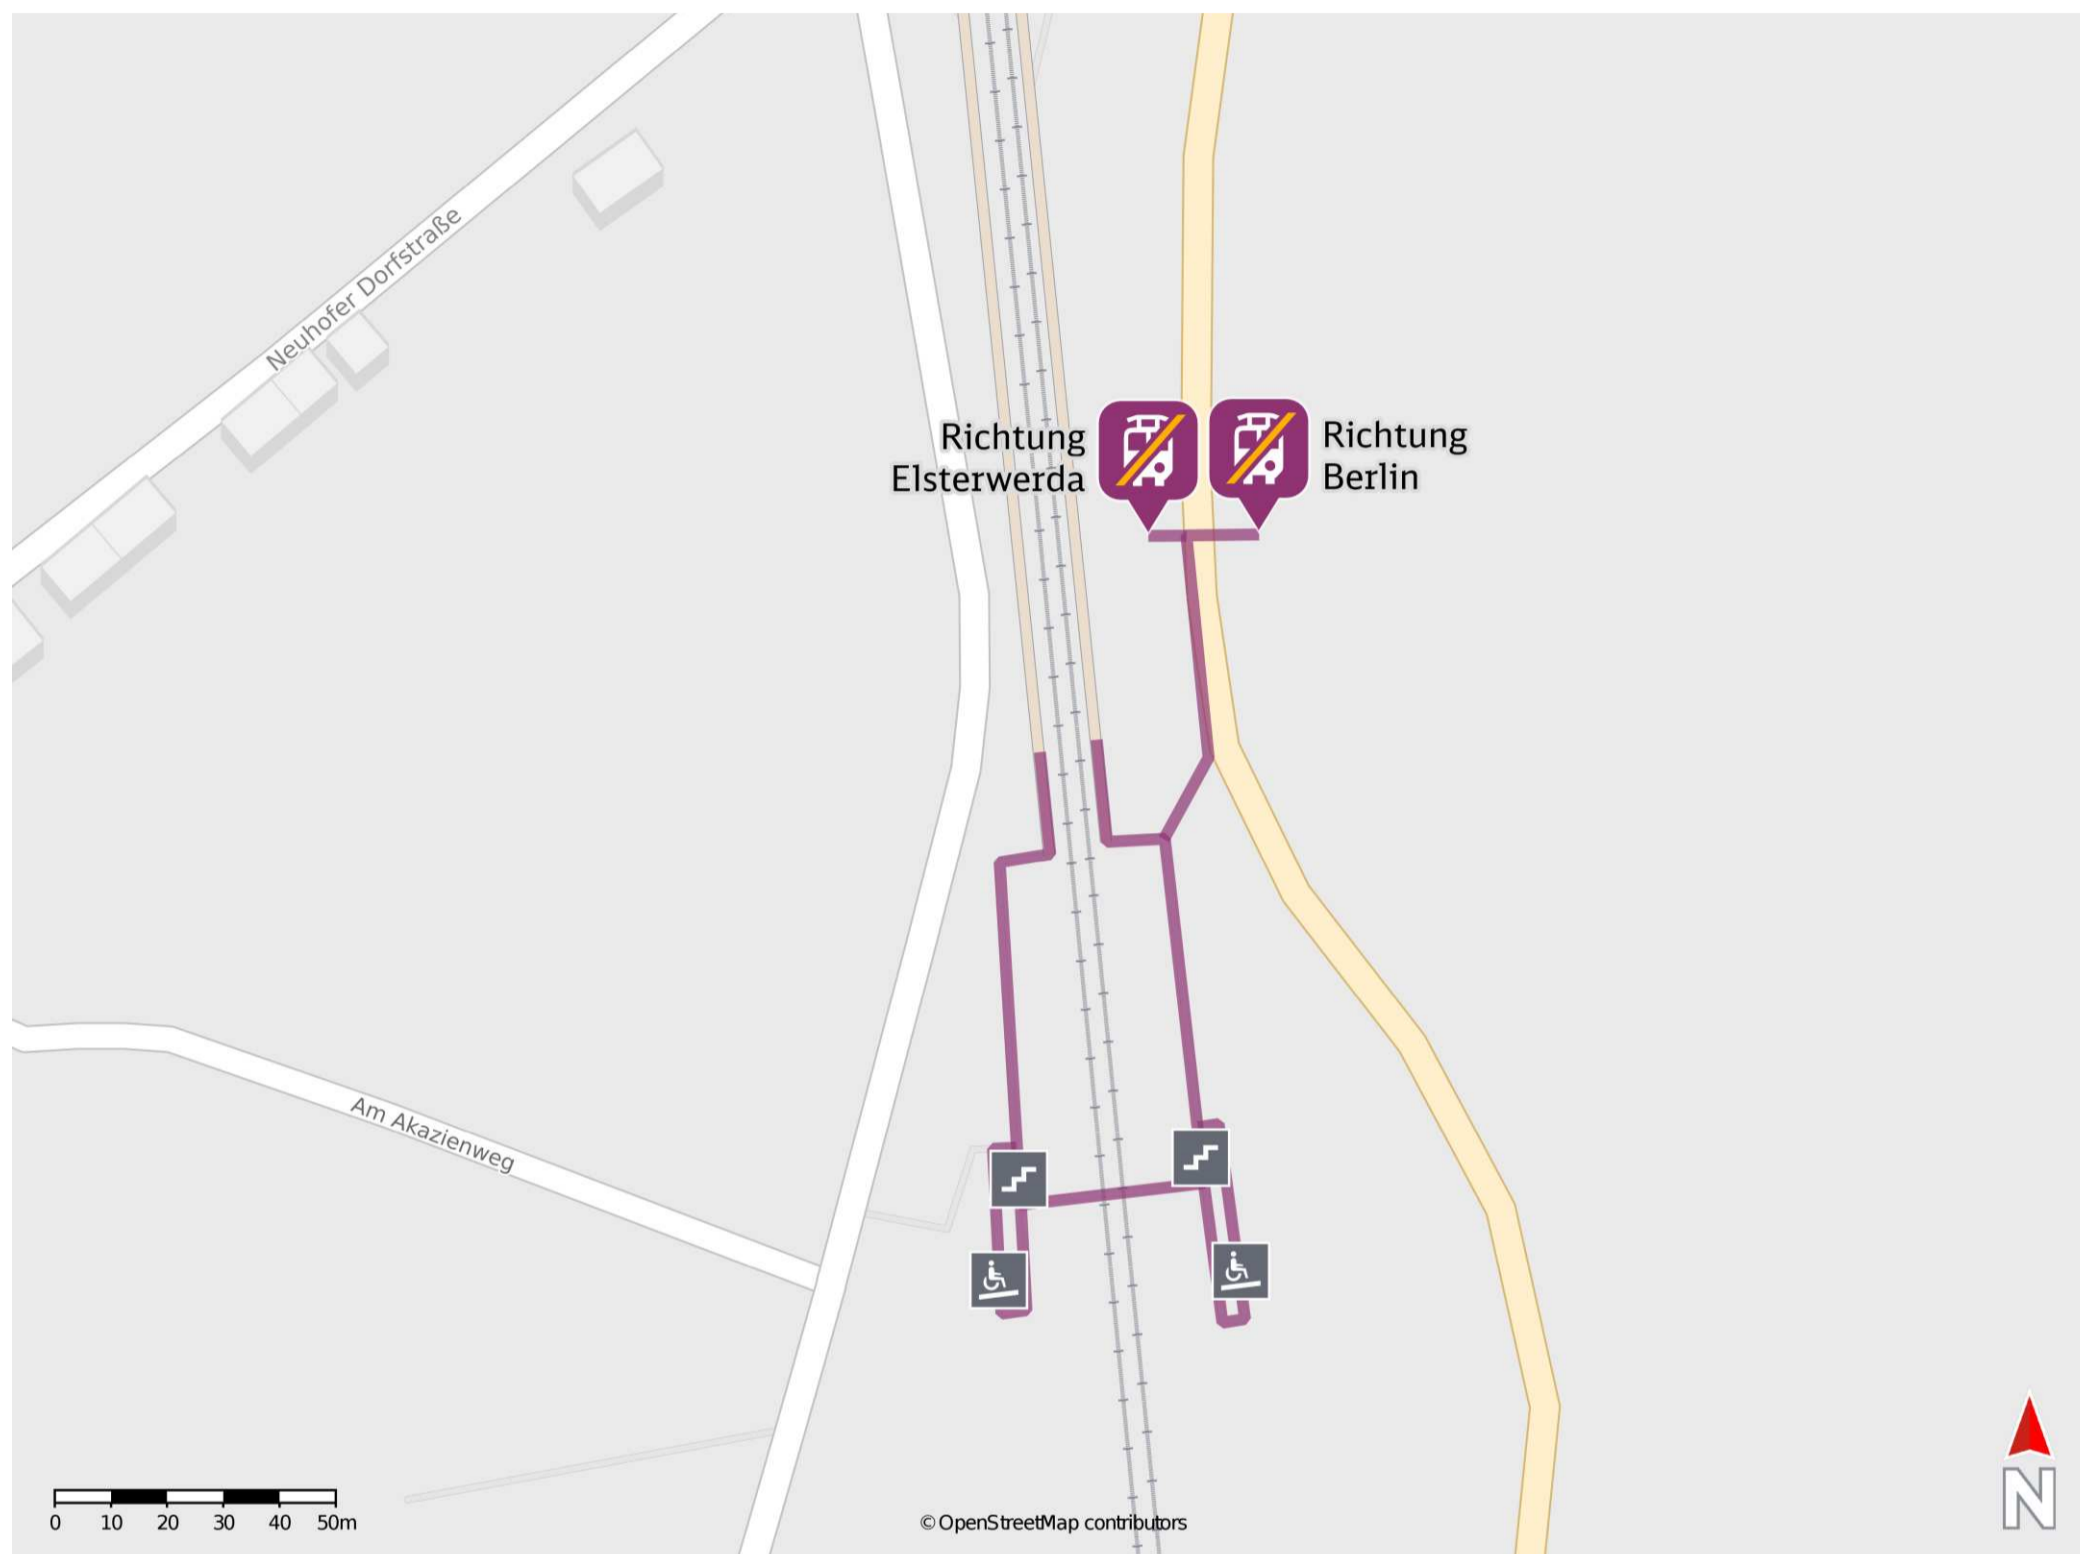 Neuhofer Dorfstraße
Richtung
Elsterwerda
Richtung
Berlin
Am Akazienweg
0 10 20 30 40 50m
© OpenStreetMap contributors
N